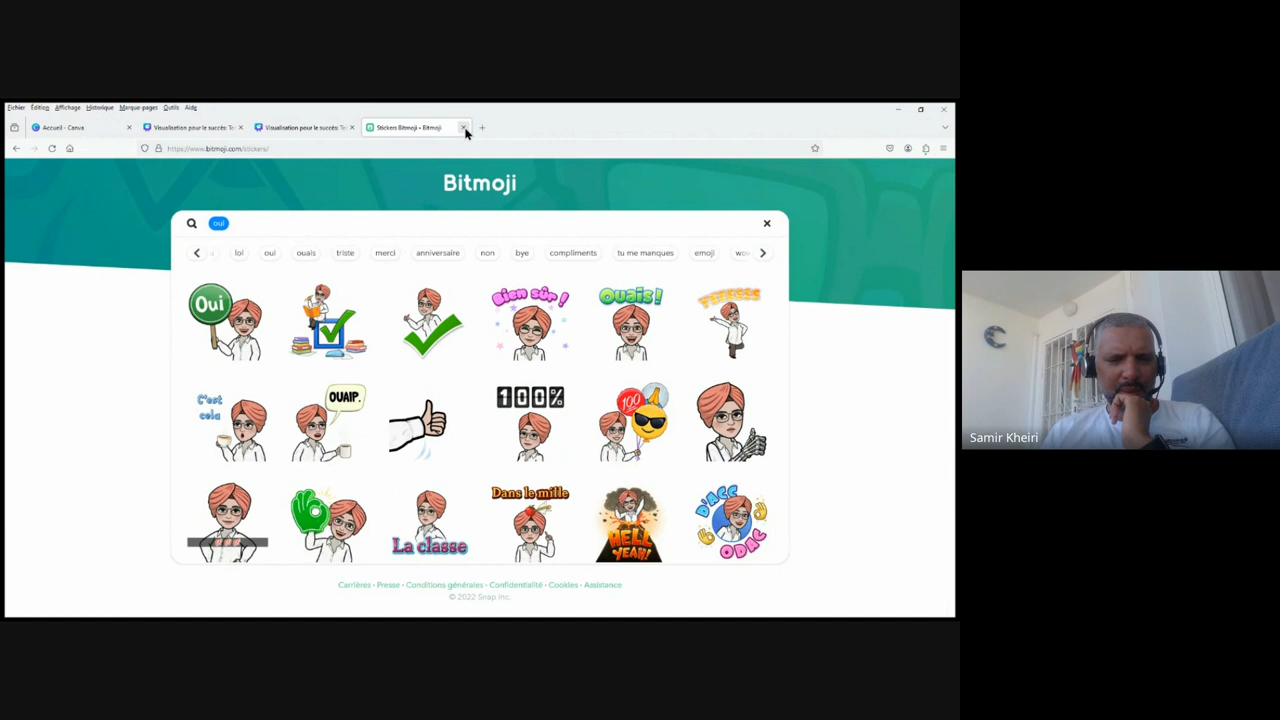 Fichier Édition Affichage Historique Marque-pages Outils Aide
Accueil - Canva
Visualisation pour le succès: Te
Visualisation pour le succès: Te
Stickers Bitmoji • Bitmoji
https://www.bitmoji.com/stickers/
Bitmoji
oui
lol oui ouais triste merci anniversaire non bye compliments tu me manques emoji wow
Oui
Bien sûr !
Ouais !
YEEESSS
C'est cela
OUAIP.
100%
100
La classe
Dans le mille
HELL YEAH!
D'ACC ODAC
Carrières • Presse • Conditions générales • Confidentialité • Cookies • Assistance
© 2022 Snap Inc.
Samir Kheiri